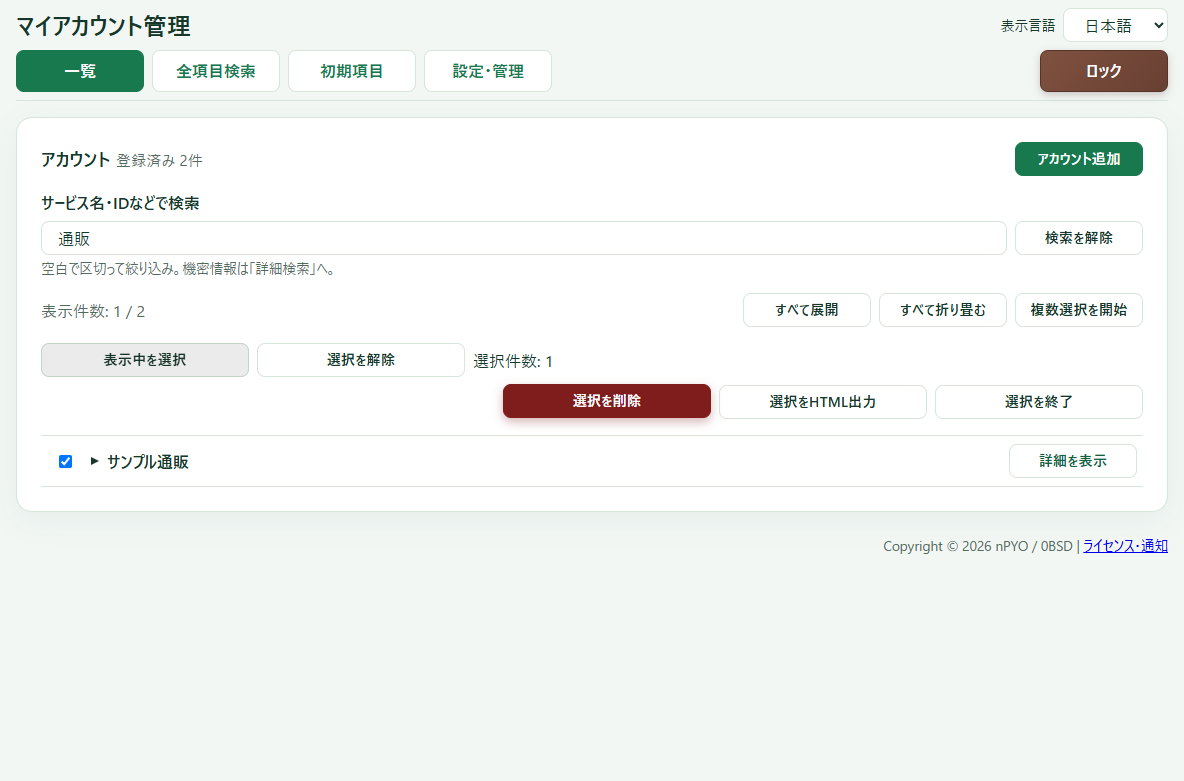 マイアカウント管理
表示言語 日本語
一覧 全項目検索 初期項目 設定・管理 ロック
アカウント 登録済み 2件 アカウント追加
サービス名・IDなどで検索
通販 検索を解除
空白で区切って絞り込み。機密情報は「詳細検索」へ。
表示件数: 1 / 2 すべて展開 すべて折り畳む 複数選択を開始
表示中を選択 選択を解除 選択件数: 1
選択を削除 選択をHTML出力 選択を終了
サンプル通販 詳細を表示
Copyright © 2026 nPYO / 0BSD | ライセンス・通知